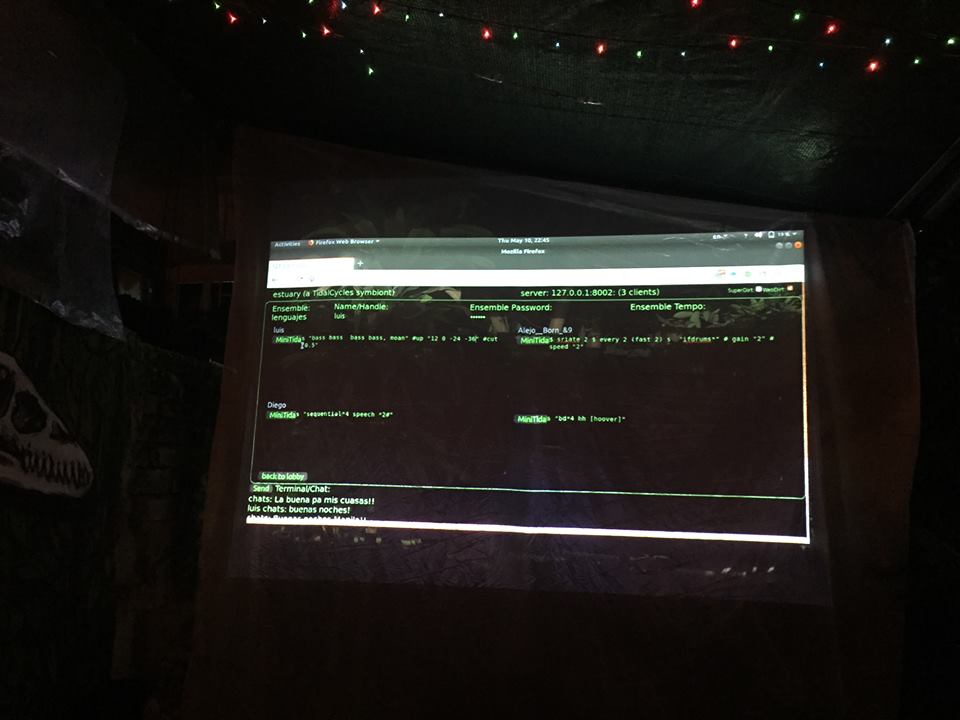 Activities Firefox Web Browser Thu May 10, 22:45
Mozilla Firefox
estuary (a TidalCycles symbiont) server: 127.0.0.1:8002: (3 clients) SuperDirt WebDirt
Ensemble: Name/Handle: Ensemble Password: Ensemble Tempo:
lenguajes luis ••••••
luis
MiniTidal s "bass bass bass bass, moan" #up "12 0 -24 -36" #cut
"0.5"
Alejo__Born_&9
MiniTidal $ sriate 2 $ every 2 (fast 2) $ s "ifdrums*" # gain "2" #
speed "2"
Diego
MiniTidal s "sequential*4 speech *2#"
MiniTidal s "bd*4 hh [hoover]"
back to lobby
Send Terminal/Chat:
chats: La buena pa mis cuasas!!
luis chats: buenas noches!
chats: Buenas noches